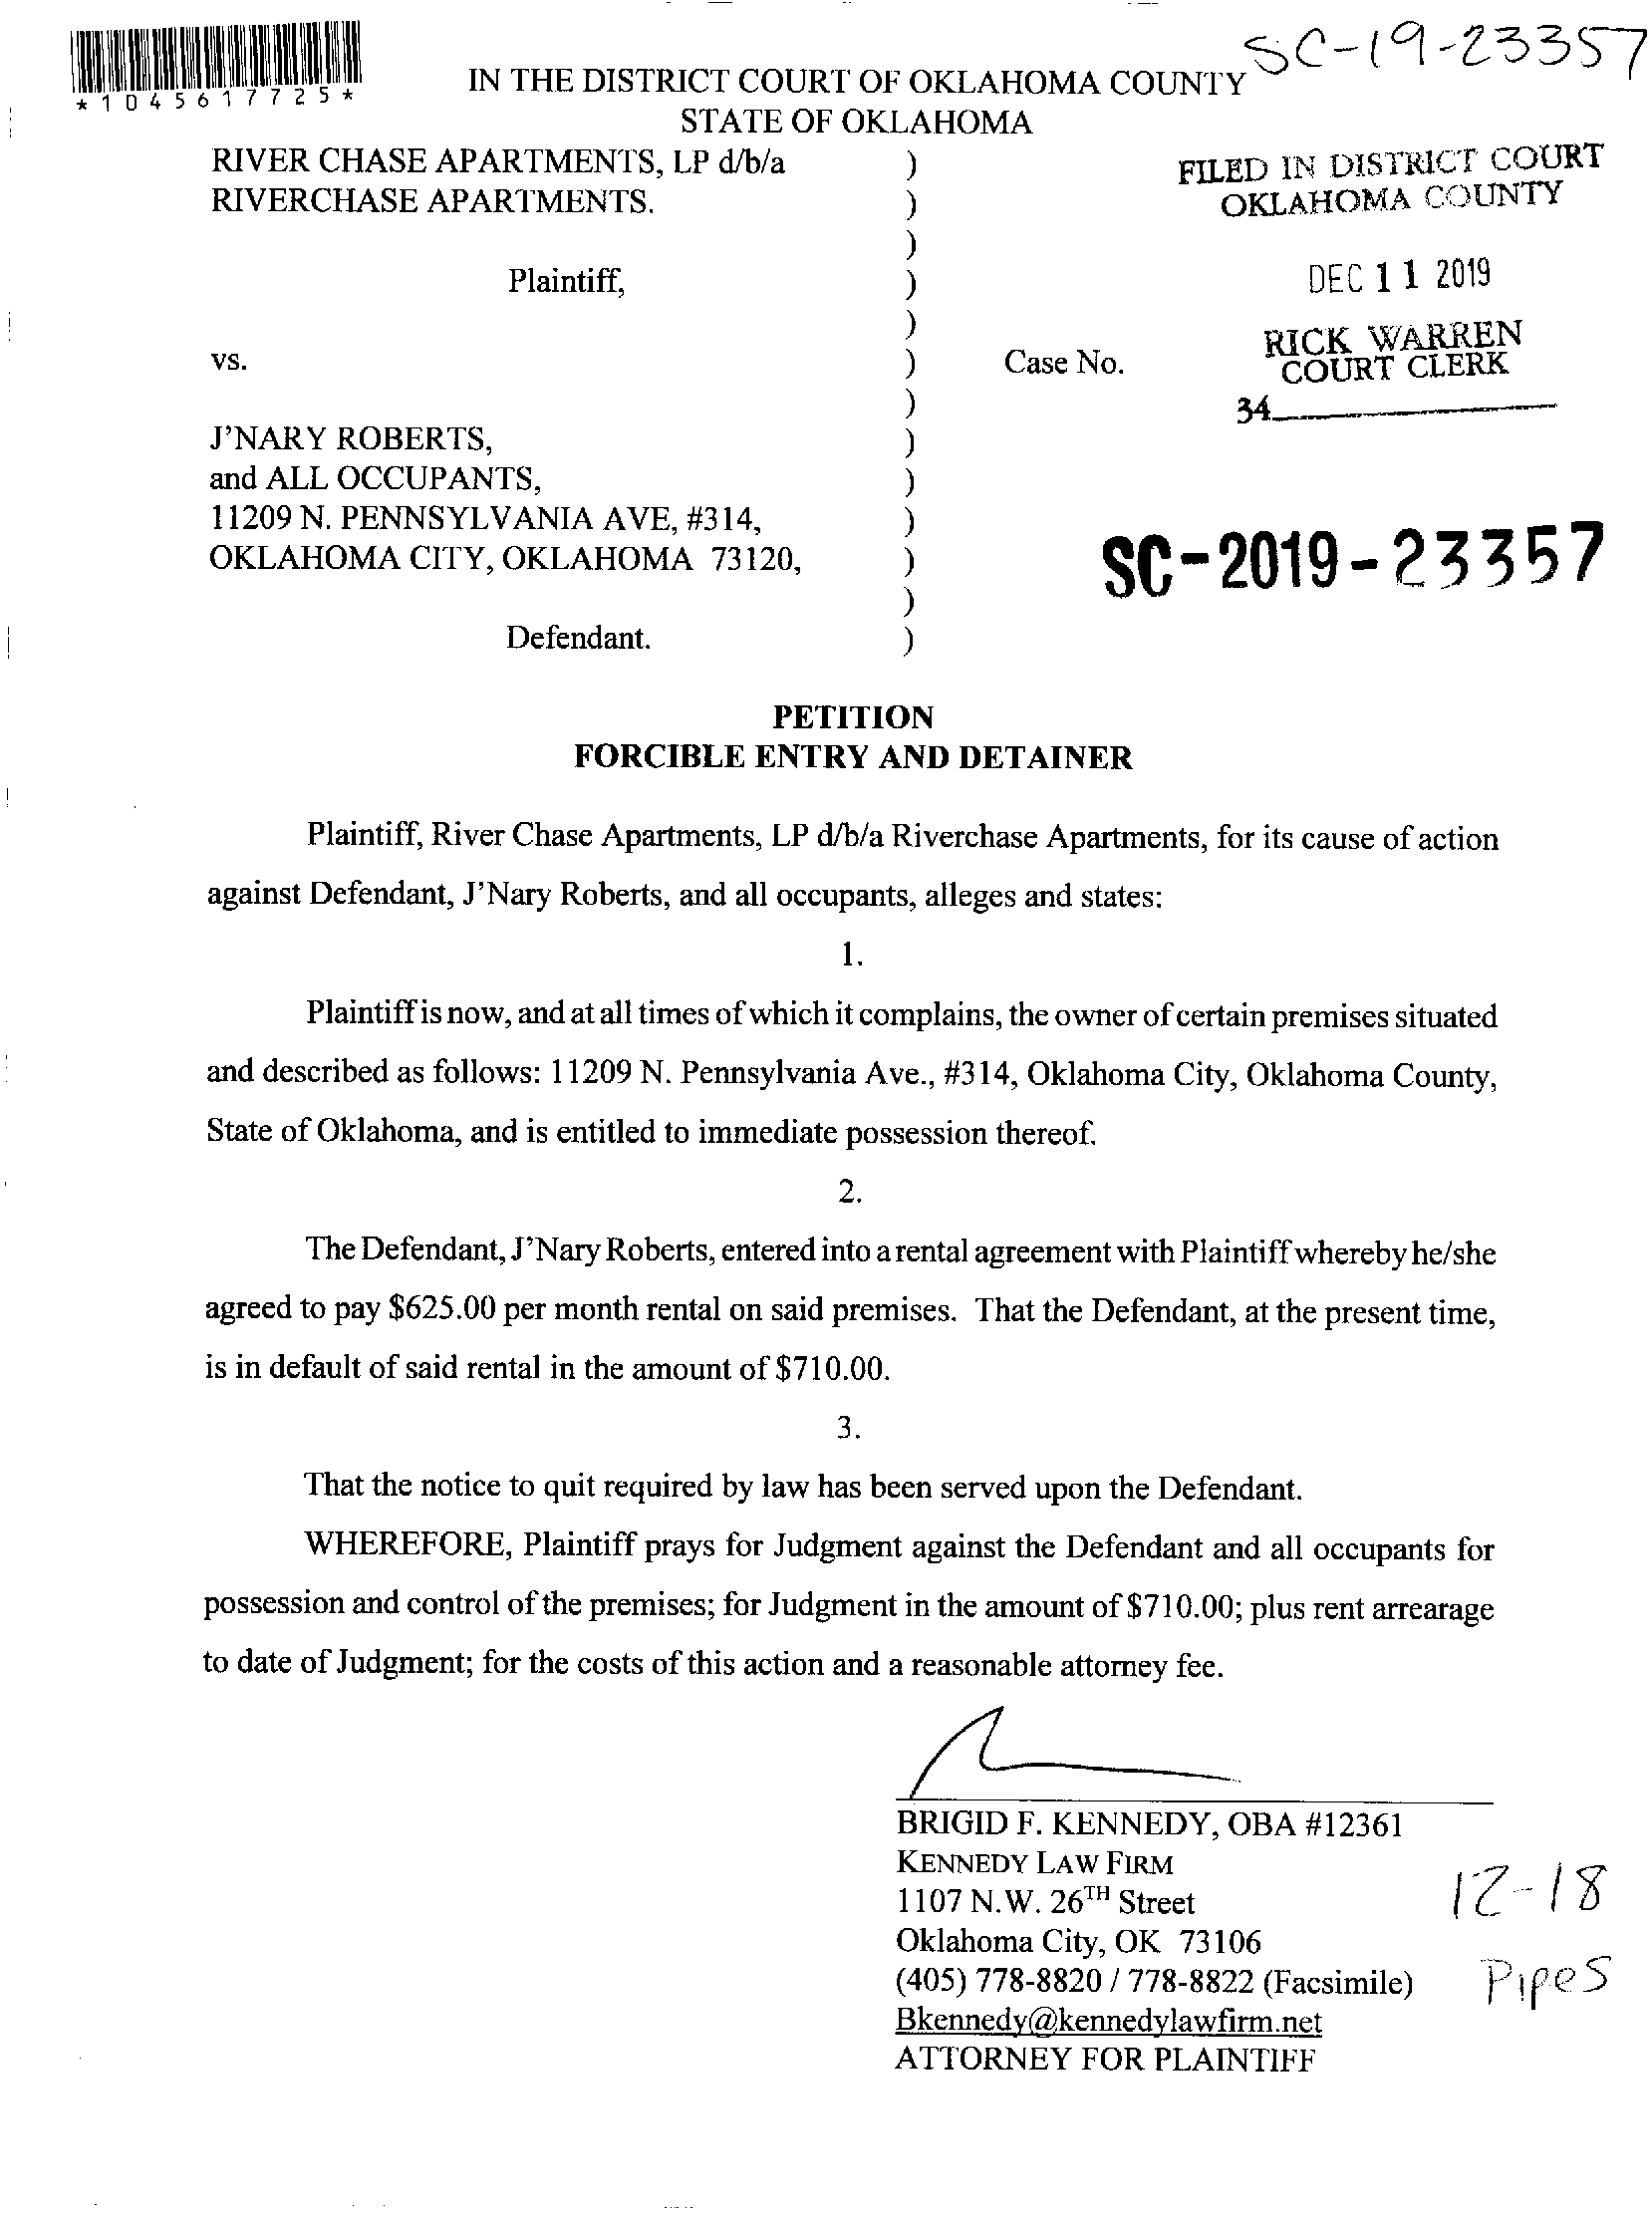 SC-19-23357
*1045617725*
IN THE DISTRICT COURT OF OKLAHOMA COUNTY
STATE OF OKLAHOMA
RIVER CHASE APARTMENTS, LP d/b/a )
RIVERCHASE APARTMENTS. )
)
Plaintiff, )
)
vs. ) Case No.
)
J'NARY ROBERTS, )
and ALL OCCUPANTS, )
11209 N. PENNSYLVANIA AVE, #314, )
OKLAHOMA CITY, OKLAHOMA 73120, )
)
Defendant. )
FILED IN DISTRICT COURT
OKLAHOMA COUNTY
DEC 11 2019
RICK WARREN
COURT CLERK
34
SC-2019-23357
PETITION
FORCIBLE ENTRY AND DETAINER
Plaintiff, River Chase Apartments, LP d/b/a Riverchase Apartments, for its cause of action
against Defendant, J'Nary Roberts, and all occupants, alleges and states:
1.
Plaintiff is now, and at all times of which it complains, the owner of certain premises situated
and described as follows: 11209 N. Pennsylvania Ave., #314, Oklahoma City, Oklahoma County,
State of Oklahoma, and is entitled to immediate possession thereof.
2.
The Defendant, J'Nary Roberts, entered into a rental agreement with Plaintiff whereby he/she
agreed to pay $625.00 per month rental on said premises. That the Defendant, at the present time,
is in default of said rental in the amount of $710.00.
3.
That the notice to quit required by law has been served upon the Defendant.
WHEREFORE, Plaintiff prays for Judgment against the Defendant and all occupants for
possession and control of the premises; for Judgment in the amount of $710.00; plus rent arrearage
to date of Judgment; for the costs of this action and a reasonable attorney fee.
BRIGID F. KENNEDY, OBA #12361
KENNEDY LAW FIRM
1107 N.W. 26TH Street
Oklahoma City, OK 73106
(405) 778-8820 / 778-8822 (Facsimile)
Bkennedy@kennedylawfirm.net
ATTORNEY FOR PLAINTIFF
12-18
Pipes